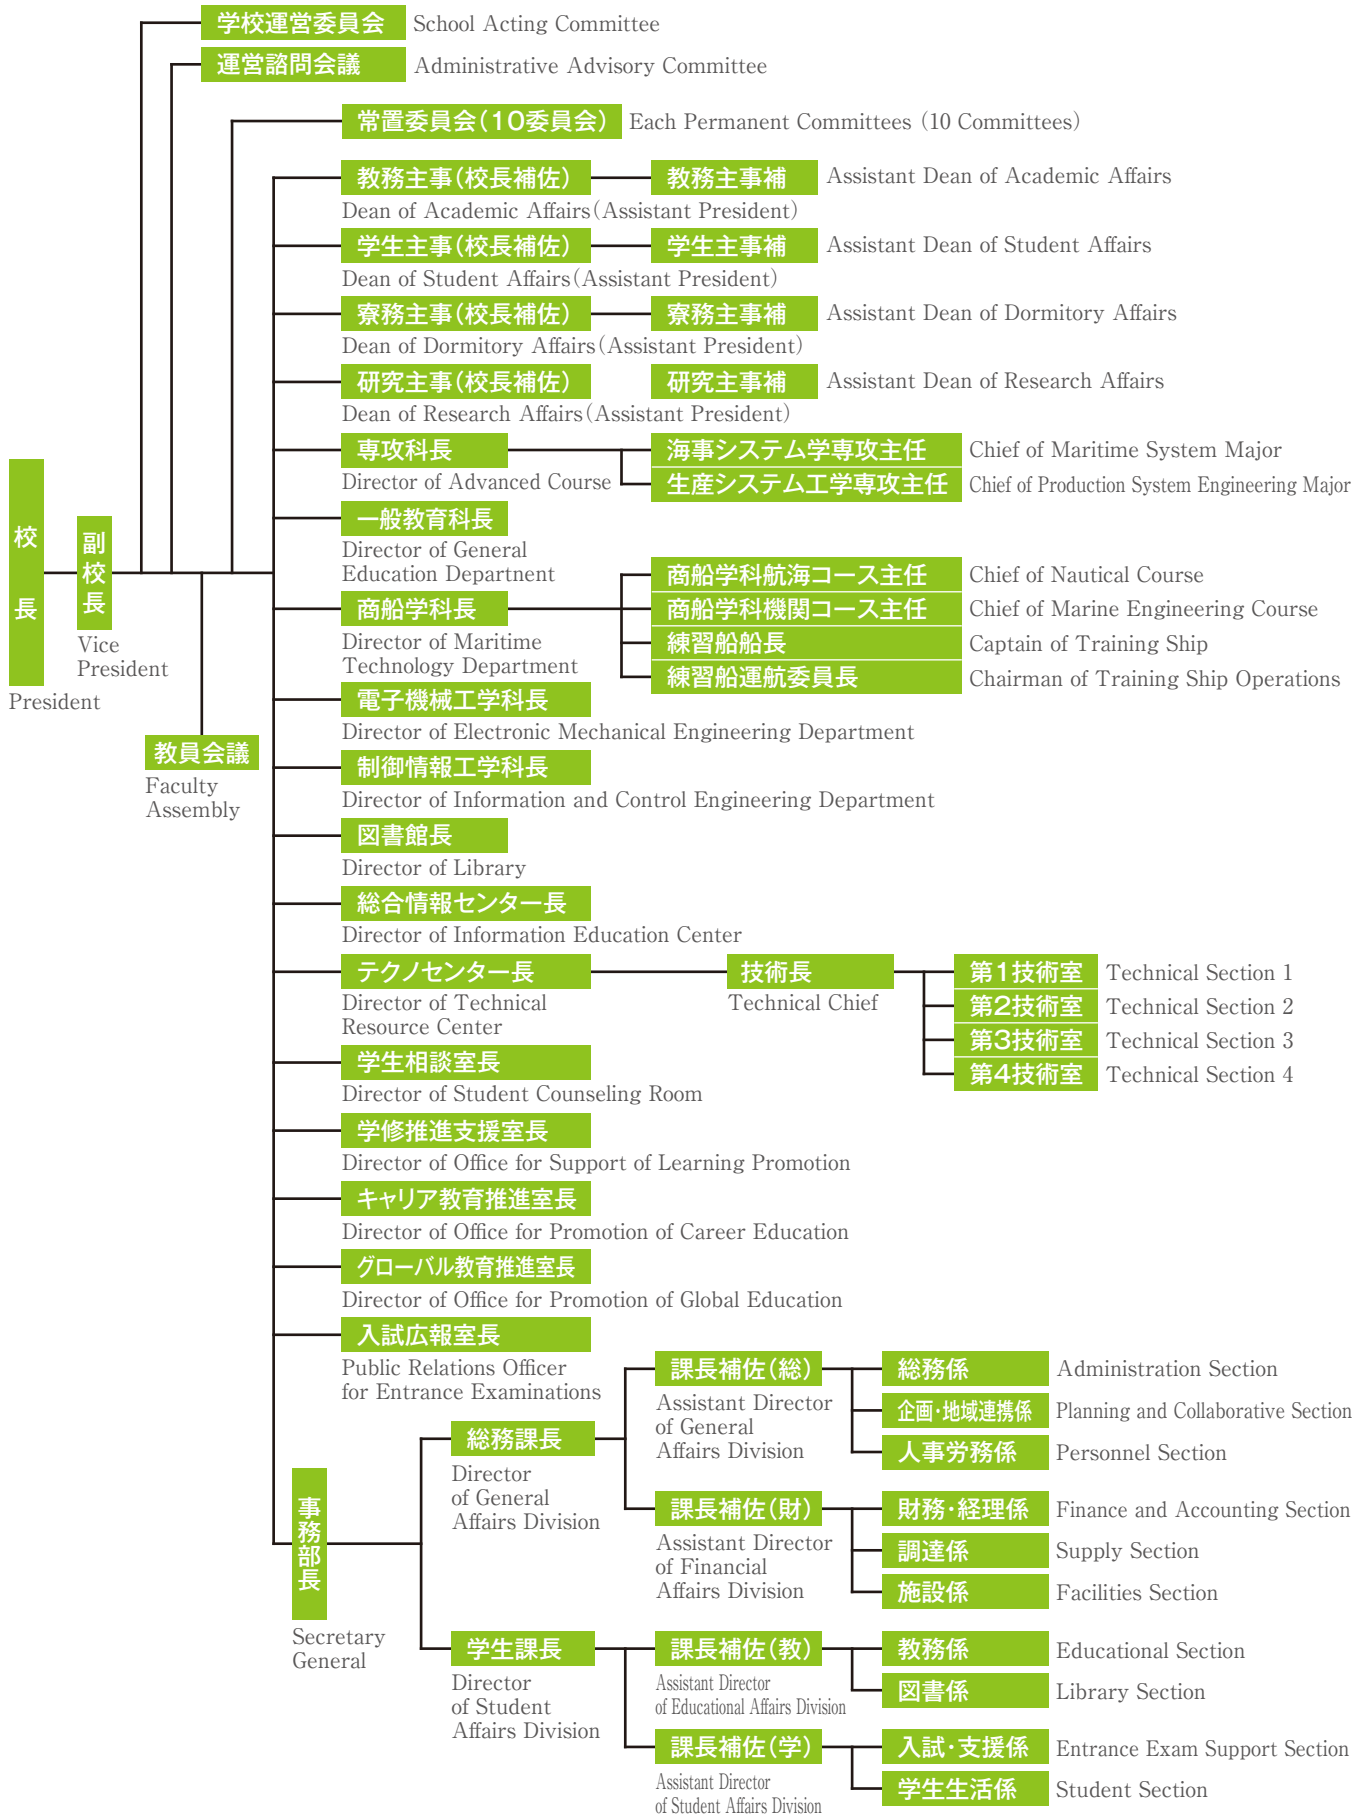 学校運営委員会 School Acting Committee
運営諮問会議 Administrative Advisory Committee
常置委員会（10委員会） Each Permanent Committees (10 Committees)
教務主事（校長補佐） 教務主事補 Assistant Dean of Academic Affairs
Dean of Academic Affairs（Assistant President）
学生主事（校長補佐） 学生主事補 Assistant Dean of Student Affairs
Dean of Student Affairs（Assistant President）
寮務主事（校長補佐） 寮務主事補 Assistant Dean of Dormitory Affairs
Dean of Dormitory Affairs（Assistant President）
研究主事（校長補佐） 研究主事補 Assistant Dean of Research Affairs
Dean of Research Affairs（Assistant President）
専攻科長 海事システム学専攻主任 Chief of Maritime System Major
Director of Advanced Course 生産システム工学専攻主任 Chief of Production System Engineering Major
一般教育科長
Director of General
Education Departnent
校長
President
副校長
Vice
President
教員会議
Faculty
Assembly
商船学科長
Director of Maritime
Technology Department
商船学科航海コース主任 Chief of Nautical Course
商船学科機関コース主任 Chief of Marine Engineering Course
練習船船長 Captain of Training Ship
練習船運航委員長 Chairman of Training Ship Operations
電子機械工学科長
Director of Electronic Mechanical Engineering Department
制御情報工学科長
Director of Information and Control Engineering Department
図書館長
Director of Library
総合情報センター長
Director of Information Education Center
テクノセンター長
Director of Technical
Resource Center
技術長
Technical Chief
第1技術室 Technical Section 1
第2技術室 Technical Section 2
第3技術室 Technical Section 3
第4技術室 Technical Section 4
学生相談室長
Director of Student Counseling Room
学修推進支援室長
Director of Office for Support of Learning Promotion
キャリア教育推進室長
Director of Office for Promotion of Career Education
グローバル教育推進室長
Director of Office for Promotion of Global Education
入試広報室長
Public Relations Officer
for Entrance Examinations
事務部長
Secretary
General
総務課長
Director
of General
Affairs Division
課長補佐（総）
Assistant Director
of General
Affairs Division
総務係 Administration Section
企画・地域連携係 Planning and Collaborative Section
人事労務係 Personnel Section
課長補佐（財）
Assistant Director
of Financial
Affairs Division
財務・経理係 Finance and Accounting Section
調達係 Supply Section
施設係 Facilities Section
学生課長
Director
of Student
Affairs Division
課長補佐（教）
Assistant Director
of Educational Affairs Division
教務係 Educational Section
図書係 Library Section
課長補佐（学）
Assistant Director
of Student Affairs Division
入試・支援係 Entrance Exam Support Section
学生生活係 Student Section